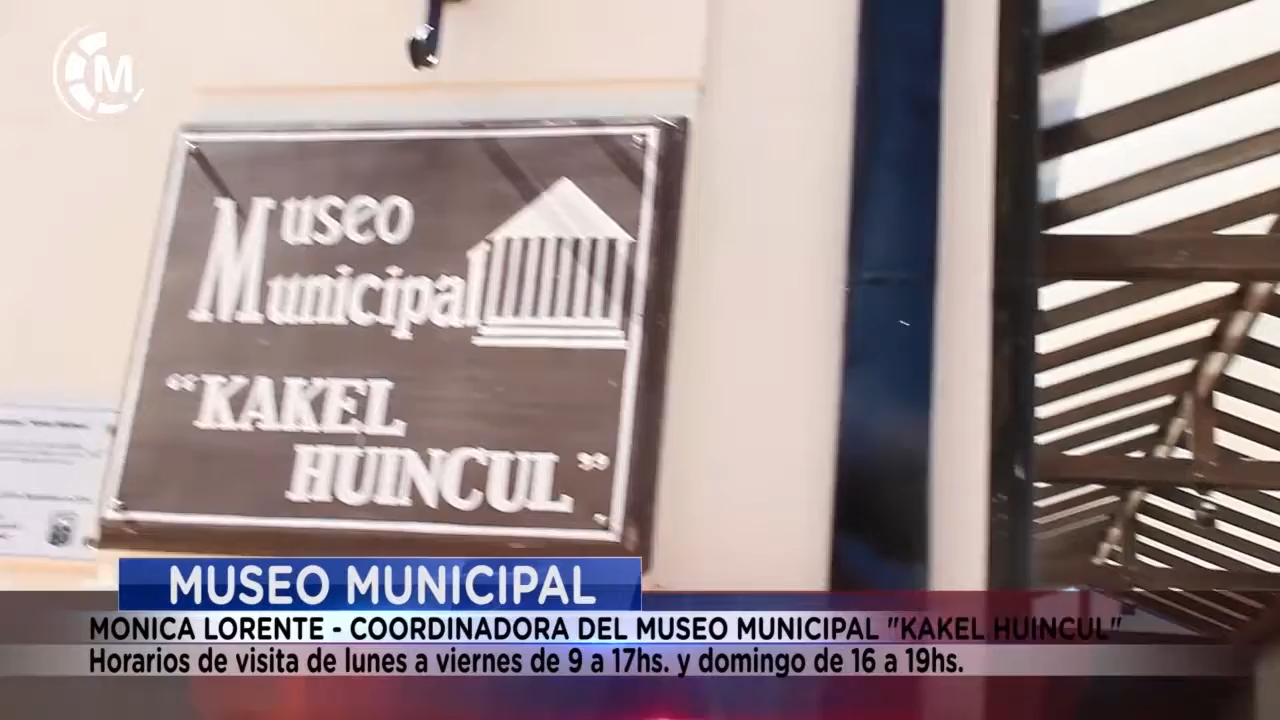 M
Museo
Municipal
“KAKEL
HUINCUL”
MUSEO MUNICIPAL
MONICA LORENTE - COORDINADORA DEL MUSEO MUNICIPAL "KAKEL HUINCUL"
Horarios de visita de lunes a viernes de 9 a 17hs. y domingo de 16 a 19hs.